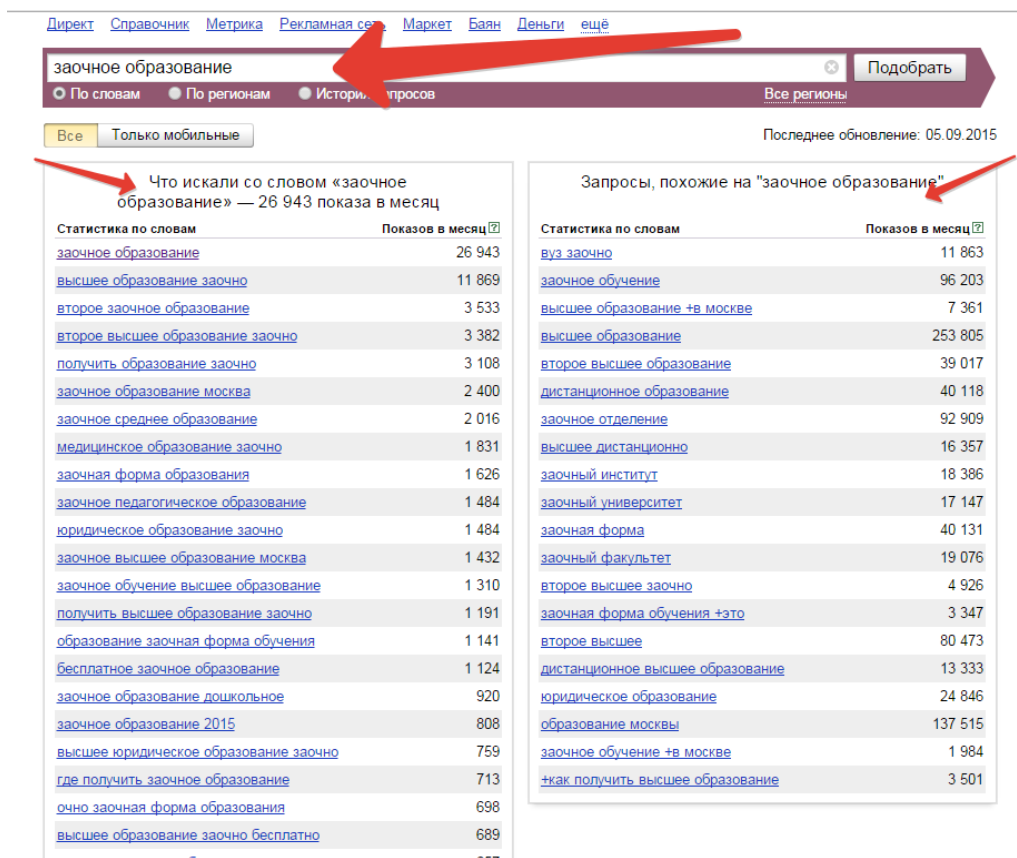 Директ Справочник Метрика Рекламная сеть Маркет Баян Деньги ещё
заочное образование Подобрать
По словам По регионам История запросов Все регионы
Все Только мобильные Последнее обновление: 05.09.2015
Что искали со словом «заочное
образование» — 26 943 показа в месяц
Статистика по словам Показов в месяц ?
заочное образование 26 943
высшее образование заочно 11 869
второе заочное образование 3 533
второе высшее образование заочно 3 382
получить образование заочно 3 108
заочное образование москва 2 400
заочное среднее образование 2 016
медицинское образование заочно 1 831
заочная форма образования 1 626
заочное педагогическое образование 1 484
юридическое образование заочно 1 484
заочное высшее образование москва 1 432
заочное обучение высшее образование 1 310
получить высшее образование заочно 1 191
образование заочная форма обучения 1 141
бесплатное заочное образование 1 124
заочное образование дошкольное 920
заочное образование 2015 808
высшее юридическое образование заочно 759
где получить заочное образование 713
очно заочная форма образования 698
высшее образование заочно бесплатно 689
Запросы, похожие на "заочное образование"
Статистика по словам Показов в месяц ?
вуз заочно 11 863
заочное обучение 96 203
высшее образование +в москве 7 361
высшее образование 253 805
второе высшее образование 39 017
дистанционное образование 40 118
заочное отделение 92 909
высшее дистанционно 16 357
заочный институт 18 386
заочный университет 17 147
заочная форма 40 131
заочный факультет 19 076
второе высшее заочно 4 926
заочная форма обучения +это 3 347
второе высшее 80 473
дистанционное высшее образование 13 333
юридическое образование 24 846
образование москвы 137 515
заочное обучение +в москве 1 984
+как получить высшее образование 3 501